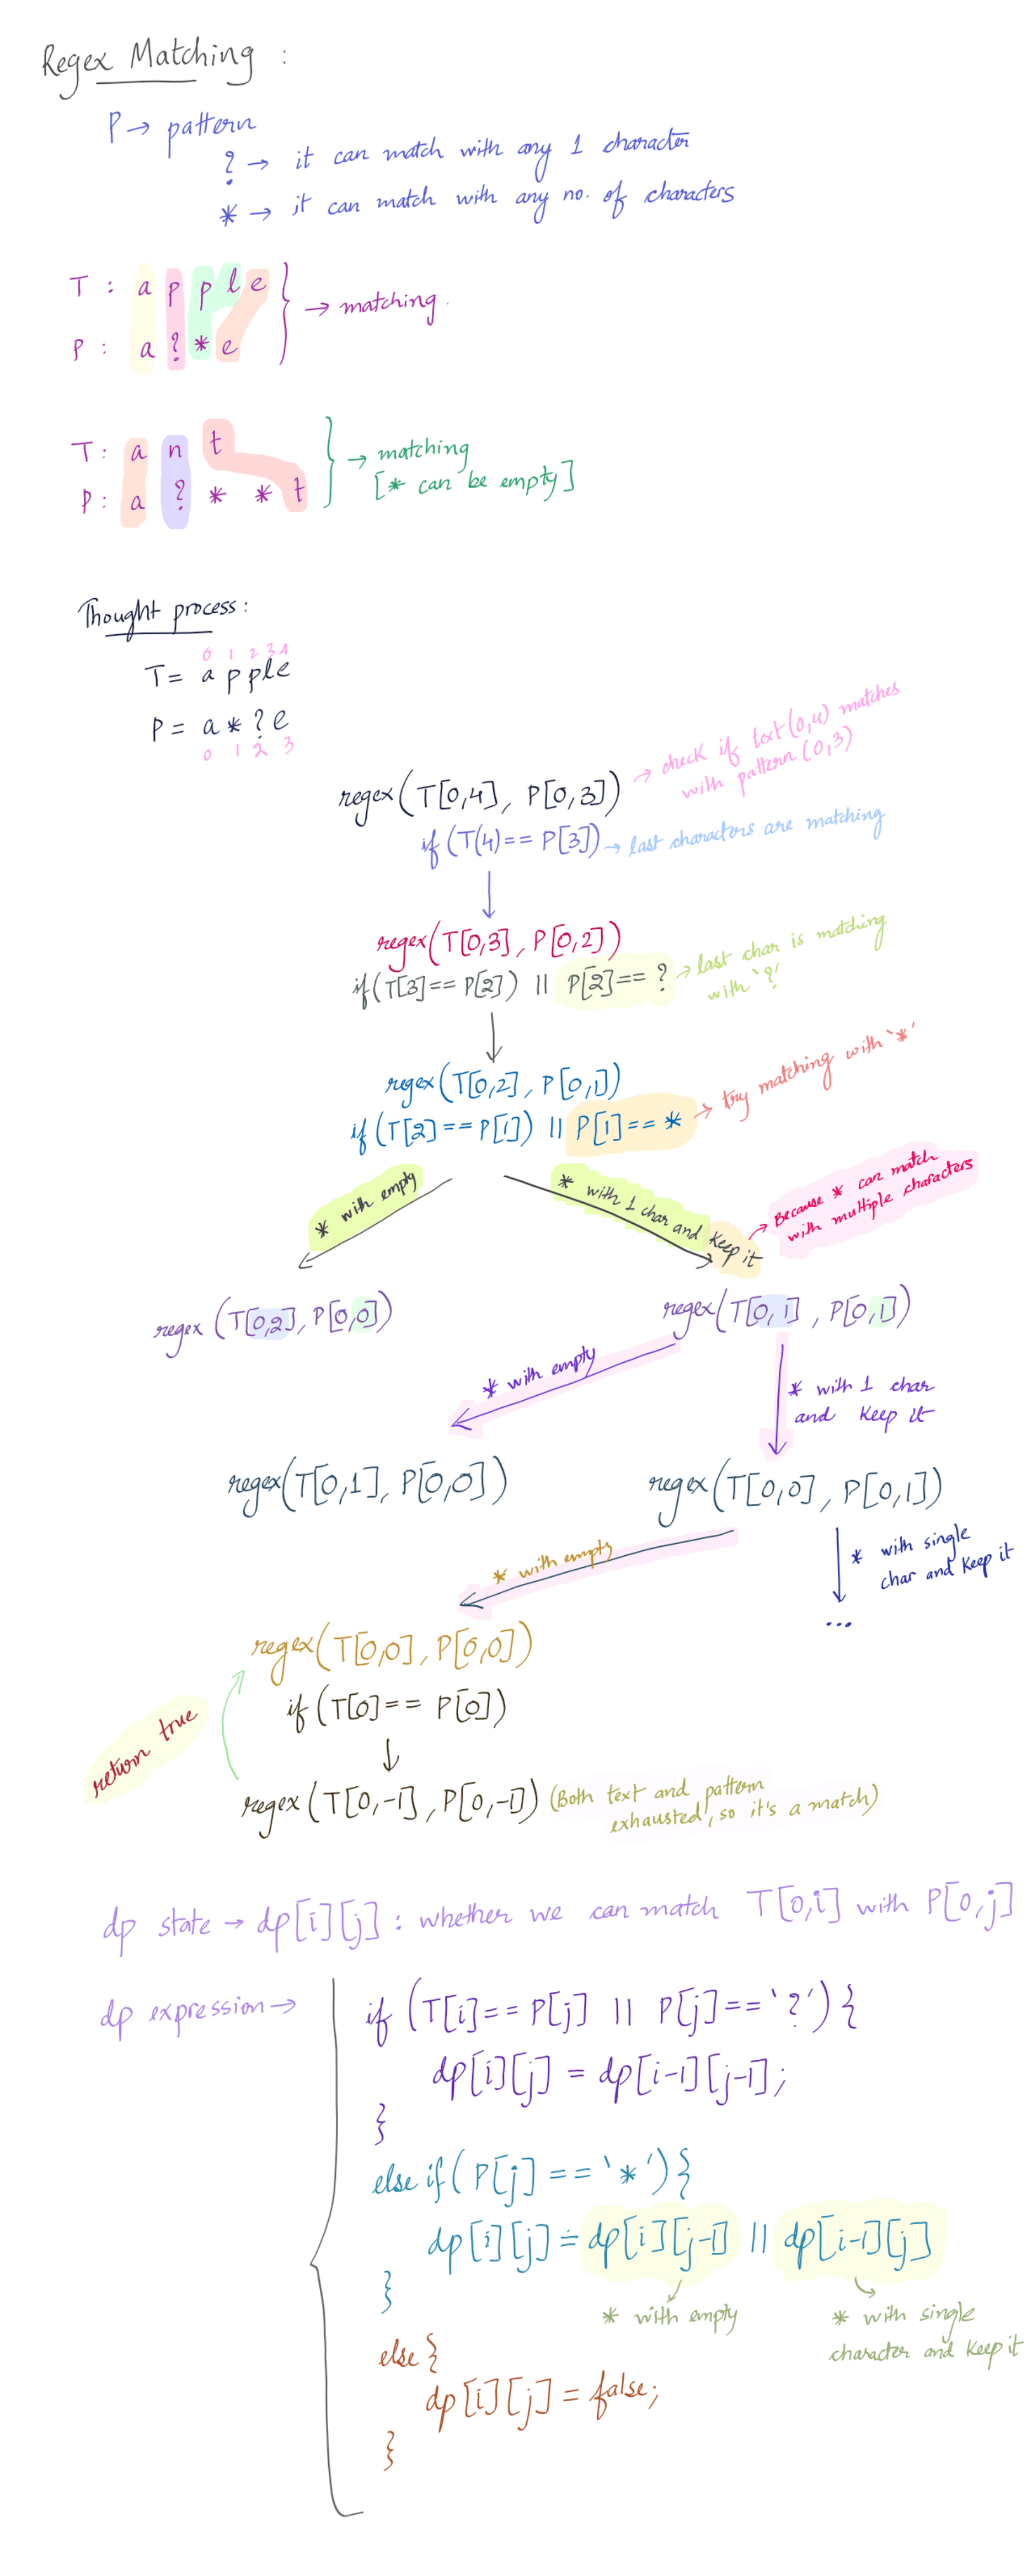 Regex Matching :
P → pattern
? → it can match with any 1 character
* → it can match with any no. of characters
T : a p p l e
→ matching.
P : a ? * e
T : a n t
→ matching
P : a ? * * t
[* can be empty]
Thought process :
0 1 2 3 4
T = a p p l e
P = a * ? e
0 1 2 3
regex(T[0,4], P[0,3]) → check if text(0,4) matches
with pattern(0,3)
if (T(4) == P[3]) → last characters are matching
regex(T[0,3], P[0,2])
if(T[3] == P[2]) || P[2] == ? → last char is matching
with '?'
regex(T[0,2], P[0,1])
if (T[2] == P[1]) || P[1] == * → try matching with '*'
* with empty
* with 1 char and keep it
→ Because * can match
with multiple characters
regex (T[0,2], P[0,0])
regex(T[0,1], P[0,1])
* with empty
* with 1 char
and keep it
regex(T[0,1], P[0,0])
regex(T[0,0], P[0,1])
* with empty
* with single
char and keep it
...
regex(T[0,0], P[0,0])
if (T[0] == P[0])
return true
regex(T[0,-1], P[0,-1]) (Both text and pattern
exhausted, so it's a match)
dp state → dp[i][j] : whether we can match T[0,i] with P[0,j]
dp expression →
if (T[i] == P[j] || P[j] == '?') {
dp[i][j] = dp[i-1][j-1];
}
else if (P[j] == '*') {
dp[i][j] = dp[i][j-1] || dp[i-1][j]
}
* with empty
* with single
character and keep it
else {
dp[i][j] = false;
}